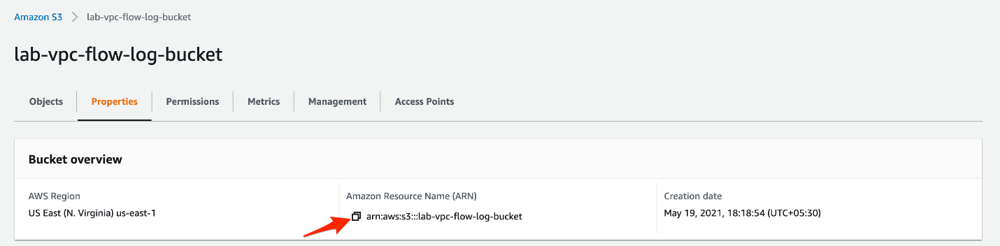 Amazon S3 > lab-vpc-flow-log-bucket
lab-vpc-flow-log-bucket
Objects Properties Permissions Metrics Management Access Points
Bucket overview
AWS Region Amazon Resource Name (ARN) Creation date
US East (N. Virginia) us-east-1 arn:aws:s3:::lab-vpc-flow-log-bucket May 19, 2021, 18:18:54 (UTC+05:30)